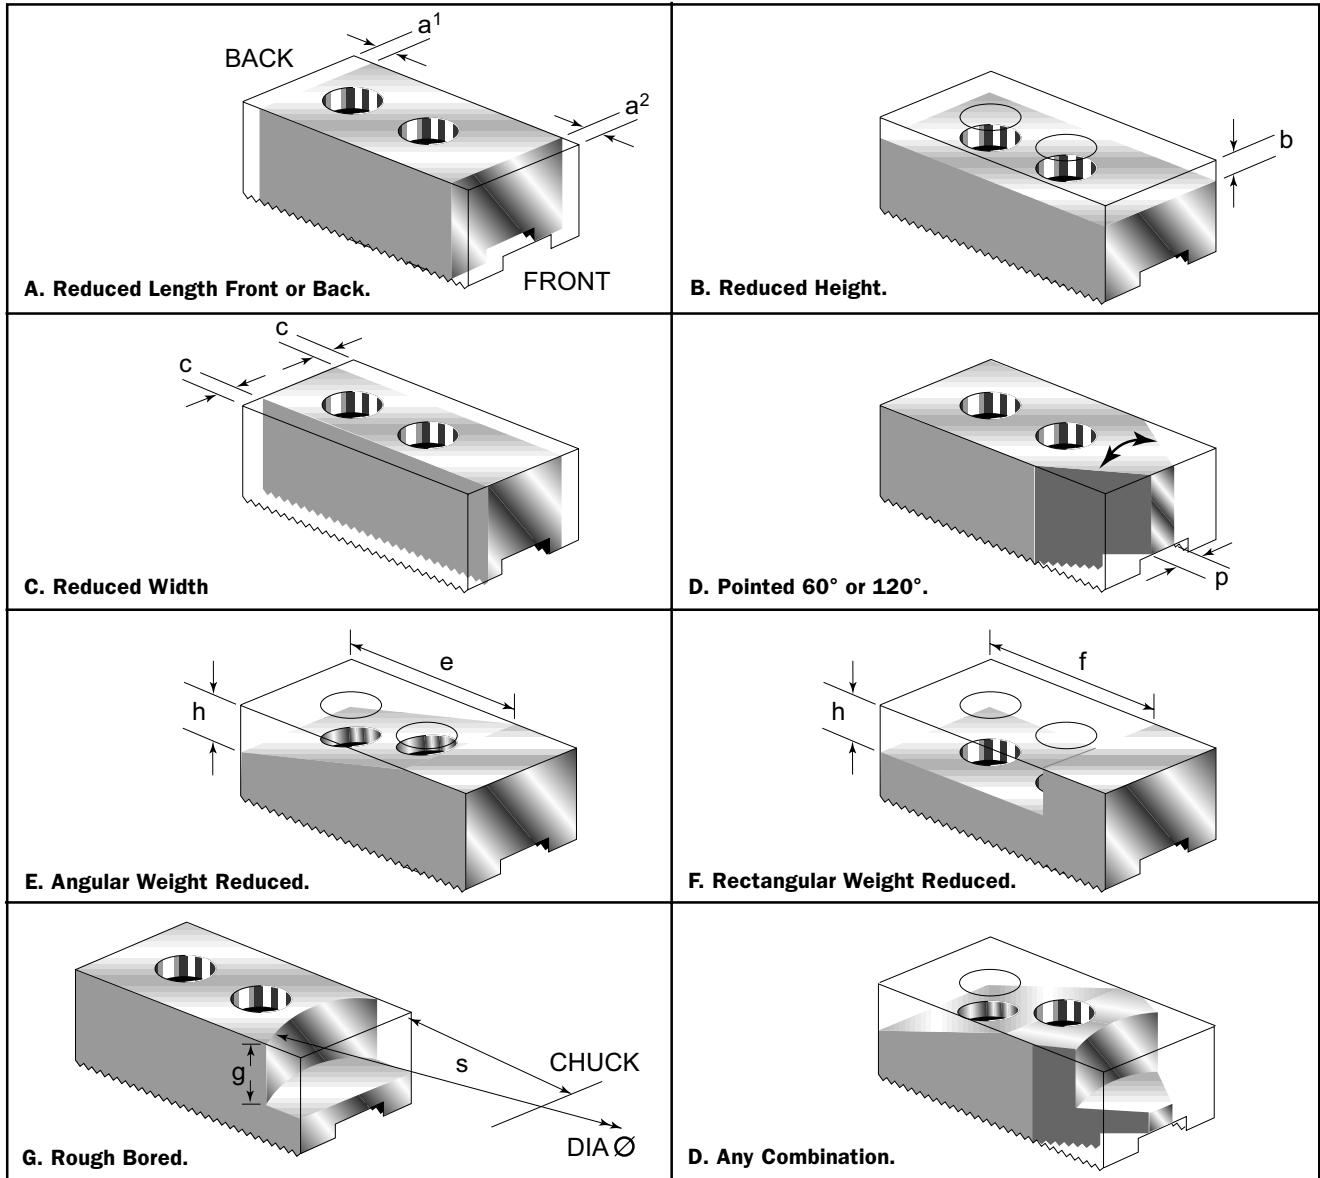 a¹
BACK
a²
FRONT
A. Reduced Length Front or Back.
b
B. Reduced Height.
c
c
C. Reduced Width
p
D. Pointed 60° or 120°.
e
h
E. Angular Weight Reduced.
f
h
F. Rectangular Weight Reduced.
g
s
CHUCK
DIA Ø
G. Rough Bored.
D. Any Combination.